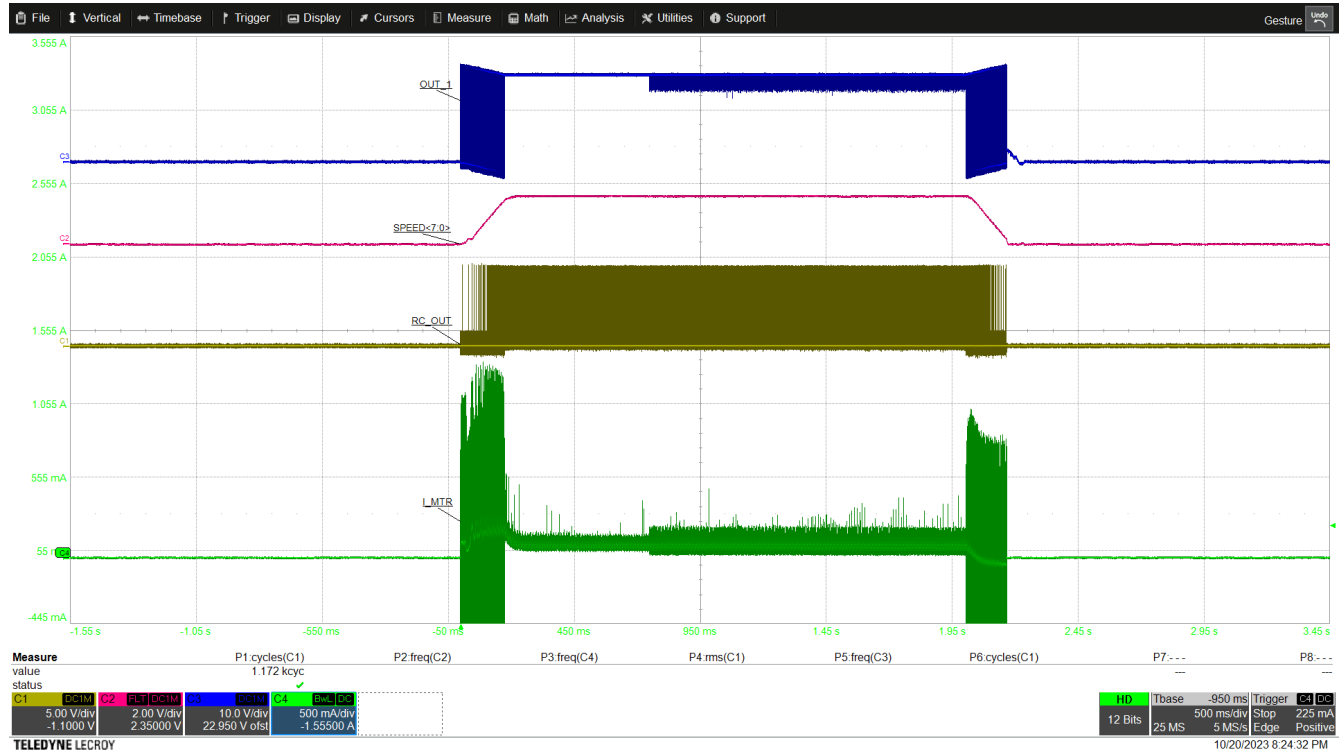 File Vertical Timebase Trigger Display Cursors Measure Math Analysis Utilities Support Gesture Undo
3.555 A
OUT_1
3.055 A
C3
2.555 A
SPEED<7:0>
C2
2.055 A
RC_OUT
1.555 A
C1
1.055 A
555 mA
I_MTR
C4
-445 mA
-1.55 s -1.05 s -550 ms -50 ms 450 ms 950 ms 1.45 s 1.95 s 2.45 s 2.95 s 3.45 s
Measure P1:cycles(C1) P2:freq(C2) P3:freq(C4) P4:rms(C1) P5:freq(C3) P6:cycles(C1) P7:- - - P8:- - -
value 1.172 kcyc --- ---
status
C1 DC1M C2 FLT DC1M C3 DC1M C4 BwL DC HD Tbase -950 ms Trigger C4 DC
5.00 V/div 2.00 V/div 10.0 V/div 500 mA/div 12 Bits 500 ms/div Stop 225 mA
-1.1000 V 2.35000 V 22.950 V ofst -1.55500 A 25 MS 5 MS/s Edge Positive
TELEDYNE LECROY 10/20/2023 8:24:32 PM